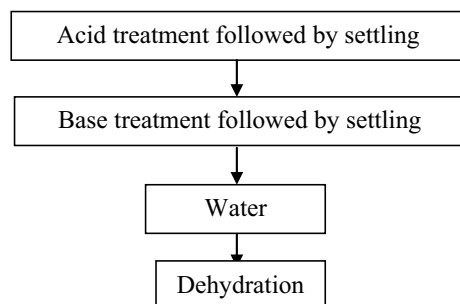 Acid treatment followed by settling
Base treatment followed by settling
Water
Dehydration